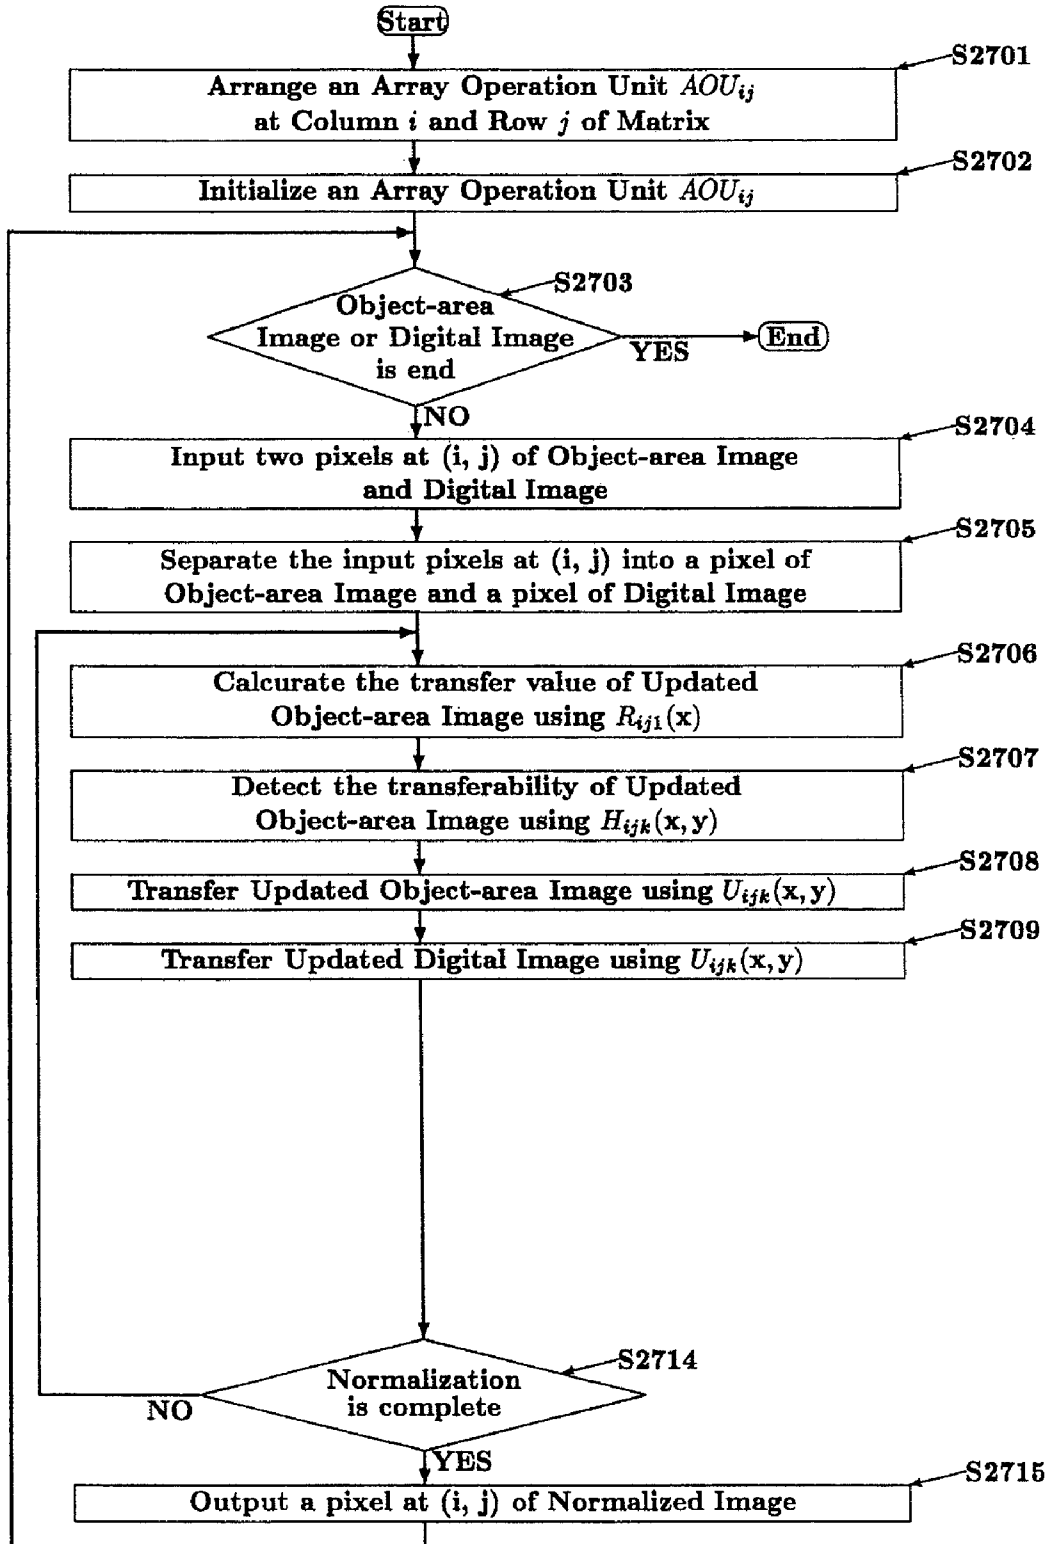 Start
S2701
Arrange an Array Operation Unit AOUij
at Column i and Row j of Matrix
S2702
Initialize an Array Operation Unit AOUij
S2703
Object-area
Image or Digital Image
is end
YES
End
NO
S2704
Input two pixels at (i, j) of Object-area Image
and Digital Image
S2705
Separate the input pixels at (i, j) into a pixel of
Object-area Image and a pixel of Digital Image
S2706
Calcurate the transfer value of Updated
Object-area Image using Rij1(x)
S2707
Detect the transferability of Updated
Object-area Image using Hijk(x, y)
S2708
Transfer Updated Object-area Image using Uijk(x, y)
S2709
Transfer Updated Digital Image using Uijk(x, y)
S2714
Normalization
is complete
NO
YES
S2715
Output a pixel at (i, j) of Normalized Image